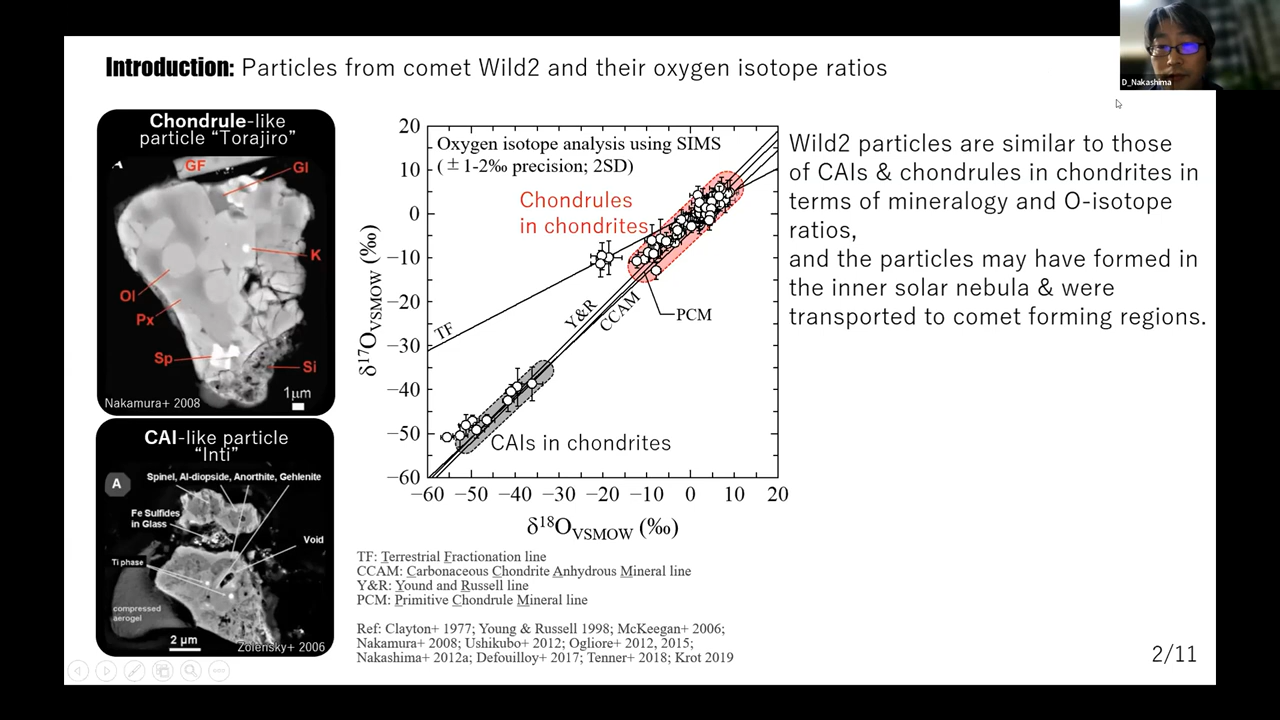 Introduction: Particles from comet Wild2 and their oxygen isotope ratios
D_Nakashima
Chondrule-like
particle “Torajiro”
A
GF
Gl
K
Ol
Px
Sp
Si
1μm
Nakamura+ 2008
CAI-like particle
“Inti”
A
Spinel, Al-diopside, Anorthite, Gehlenite
Fe Sulfides
in Glass
Void
Ti phase
compressed
aerogel
2 μm
Zolensky+ 2006
Oxygen isotope analysis using SIMS
(±1-2‰ precision; 2SD)
Chondrules
in chondrites
TF
Y&R
CCAM
PCM
CAIs in chondrites
20
10
0
−10
−20
−30
−40
−50
−60
δ17OVSMOW (‰)
−60 −50 −40 −30 −20 −10 0 10 20
δ18OVSMOW (‰)
TF: Terrestrial Fractionation line
CCAM: Carbonaceous Chondrite Anhydrous Mineral line
Y&R: Yound and Russell line
PCM: Primitive Chondrule Mineral line
Ref: Clayton+ 1977; Young & Russell 1998; McKeegan+ 2006;
Nakamura+ 2008; Ushikubo+ 2012; Ogliore+ 2012, 2015;
Nakashima+ 2012a; Defouilloy+ 2017; Tenner+ 2018; Krot 2019
Wild2 particles are similar to those
of CAIs & chondrules in chondrites in
terms of mineralogy and O-isotope
ratios,
and the particles may have formed in
the inner solar nebula & were
transported to comet forming regions.
2/11